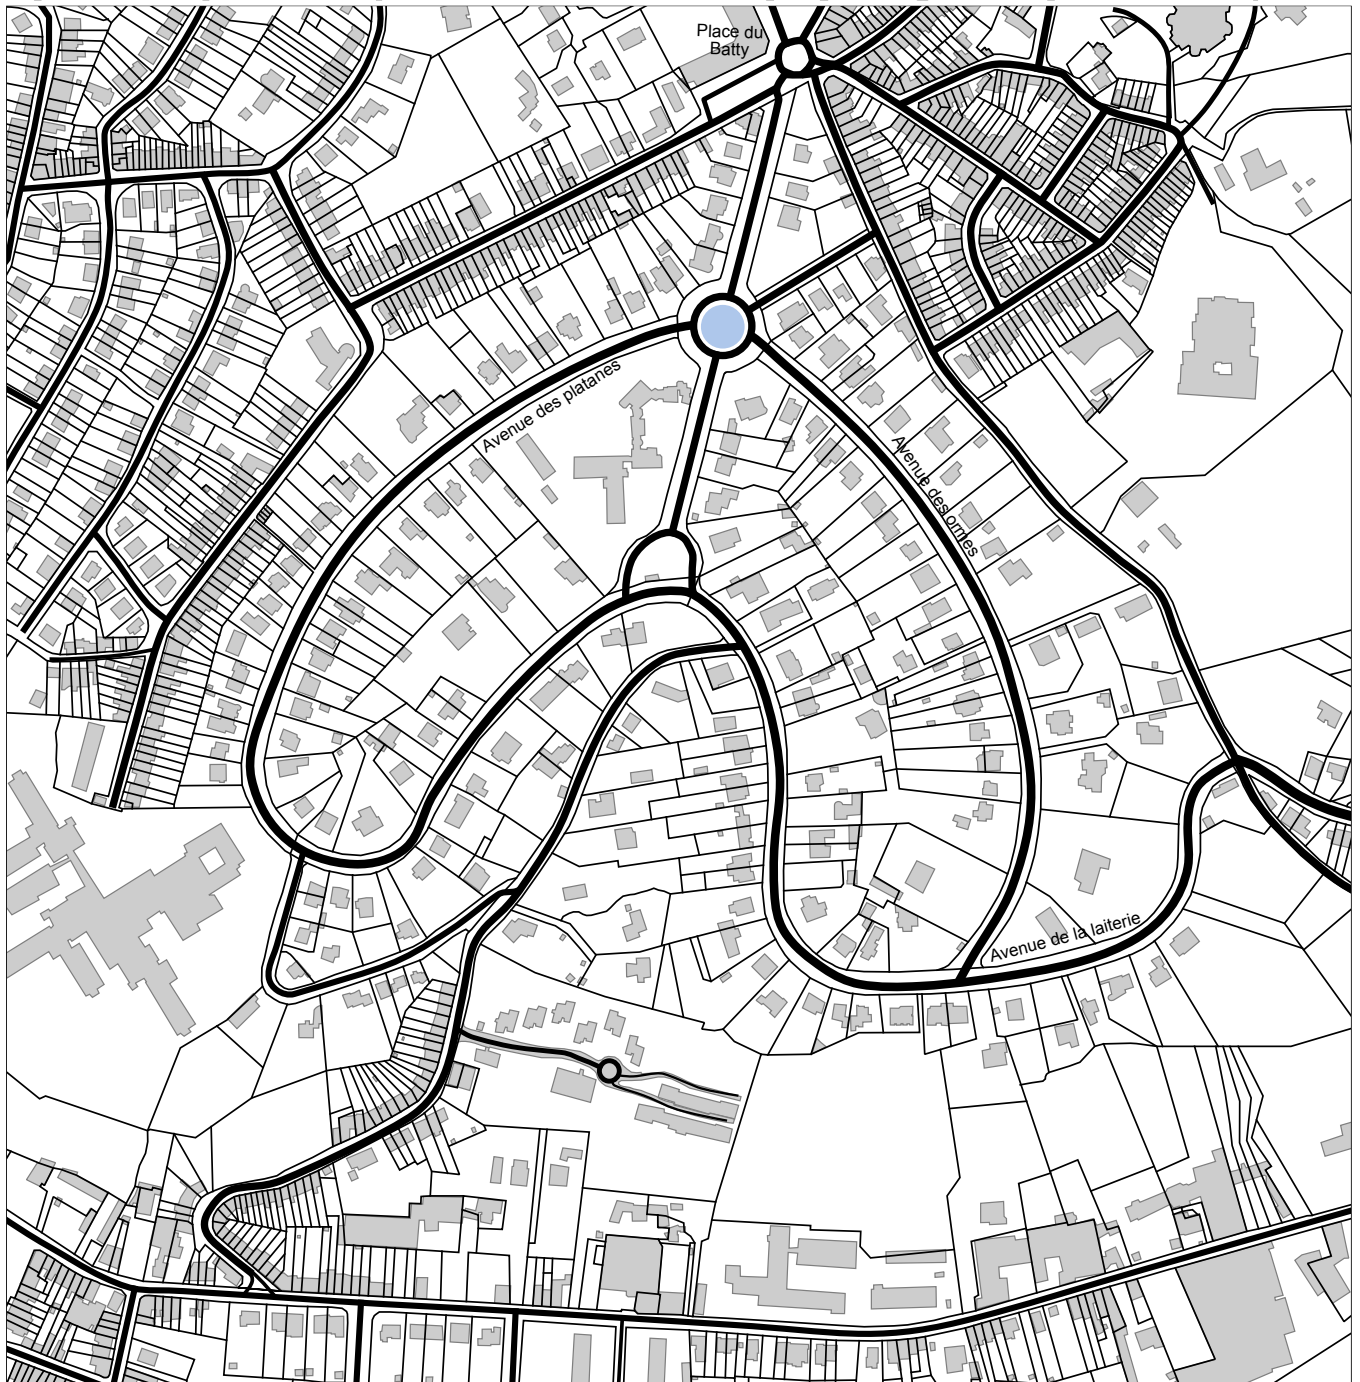 Place du
Batty
Avenue des platanes
Avenue des ormes
Avenue de la laiterie